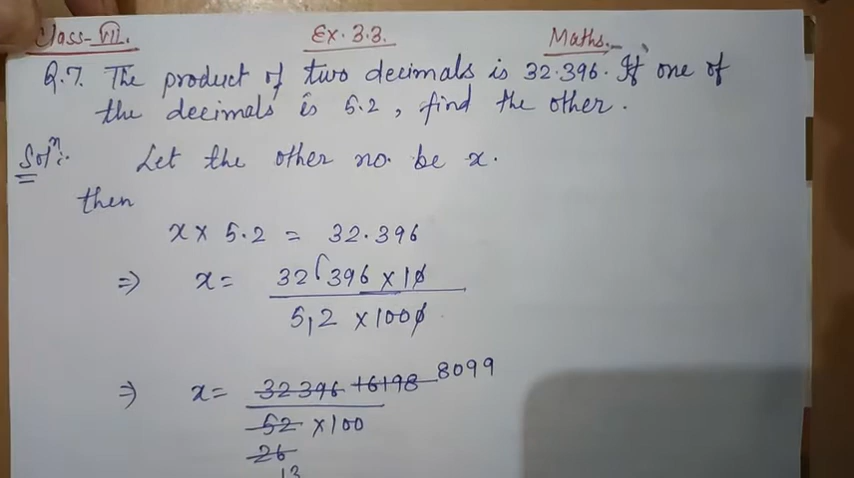 Class-VII. Ex. 3.3. Maths.
Q.7. The product of two decimals is 32.396. If one of
the decimals is 5.2, find the other.
Solⁿ:- Let the other no. be x.
then
x × 5.2 = 32.396
⇒ x = 32396 × 10
5,2 × 1000
⇒ x = 32396 16198 8099
52 × 100
26
13